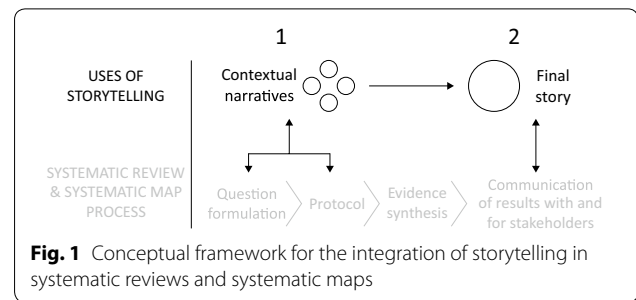 1
2
USES OF
STORYTELLING
Contextual
narratives
Final
story
SYSTEMATIC REVIEW
& SYSTEMATIC MAP
PROCESS
Question
formulation
Protocol
Evidence
synthesis
Communication
of results with and
for stakeholders
Fig. 1 Conceptual framework for the integration of storytelling in
systematic reviews and systematic maps